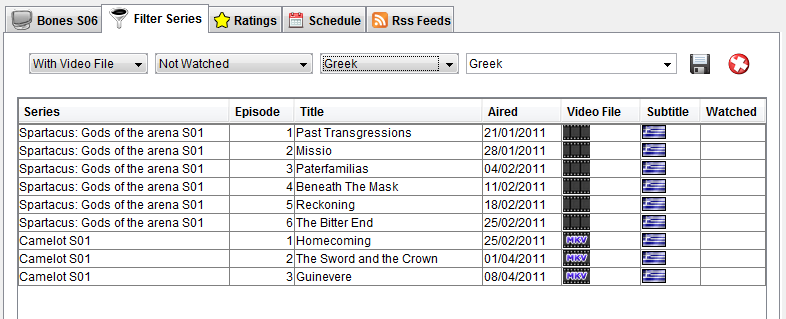 Bones S06 Filter Series Ratings Schedule Rss Feeds
With Video File Not Watched Greek Greek
Series Episode Title Aired Video File Subtitle Watched
Spartacus: Gods of the arena S01 1 Past Transgressions 21/01/2011
Spartacus: Gods of the arena S01 2 Missio 28/01/2011
Spartacus: Gods of the arena S01 3 Paterfamilias 04/02/2011
Spartacus: Gods of the arena S01 4 Beneath The Mask 11/02/2011
Spartacus: Gods of the arena S01 5 Reckoning 18/02/2011
Spartacus: Gods of the arena S01 6 The Bitter End 25/02/2011
Camelot S01 1 Homecoming 25/02/2011 MKV
Camelot S01 2 The Sword and the Crown 01/04/2011 MKV
Camelot S01 3 Guinevere 08/04/2011 MKV